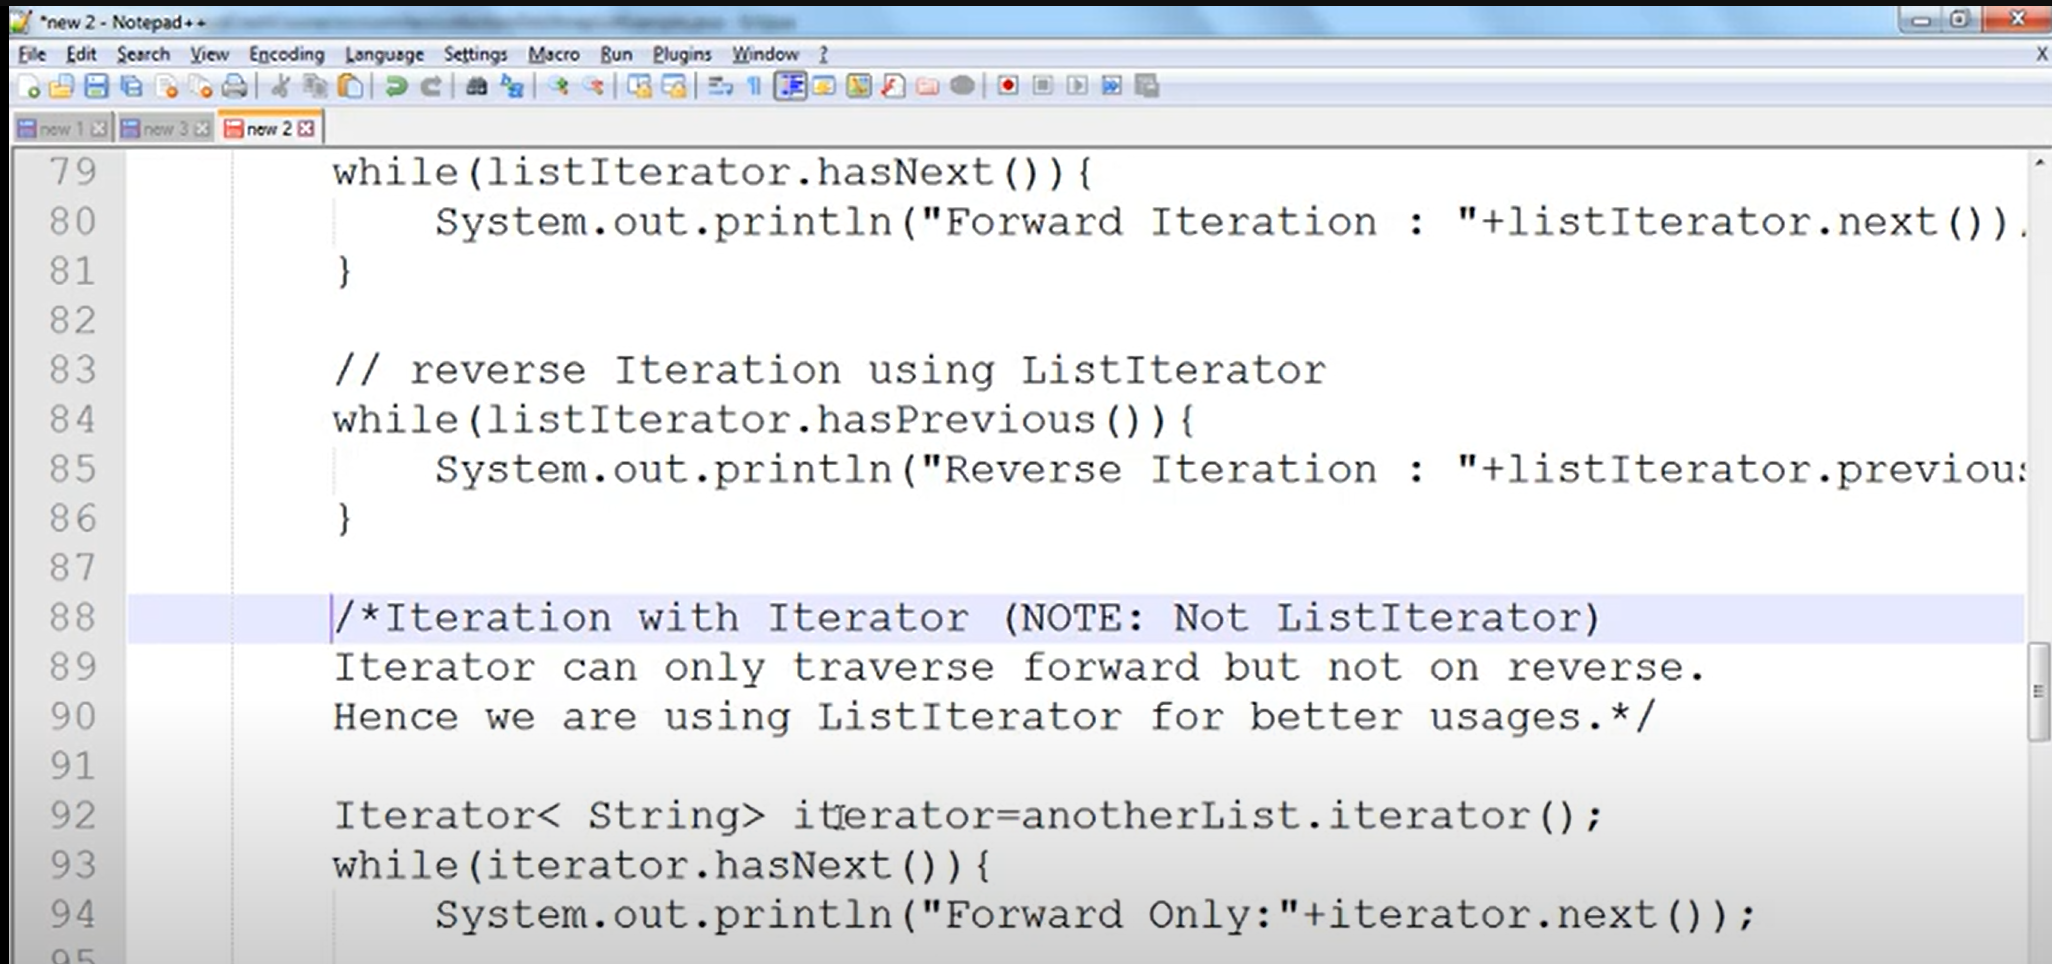 *new 2 - Notepad++
File Edit Search View Encoding Language Settings Macro Run Plugins Window ? X
new 1 new 3 new 2
79 while(listIterator.hasNext()){
80 System.out.println("Forward Iteration : "+listIterator.next())
81 }
82
83 // reverse Iteration using ListIterator
84 while(listIterator.hasPrevious()){
85 System.out.println("Reverse Iteration : "+listIterator.previous
86 }
87
88 /*Iteration with Iterator (NOTE: Not ListIterator)
89 Iterator can only traverse forward but not on reverse.
90 Hence we are using ListIterator for better usages.*/
91
92 Iterator< String> iterator=anotherList.iterator();
93 while(iterator.hasNext()){
94 System.out.println("Forward Only:"+iterator.next());
95